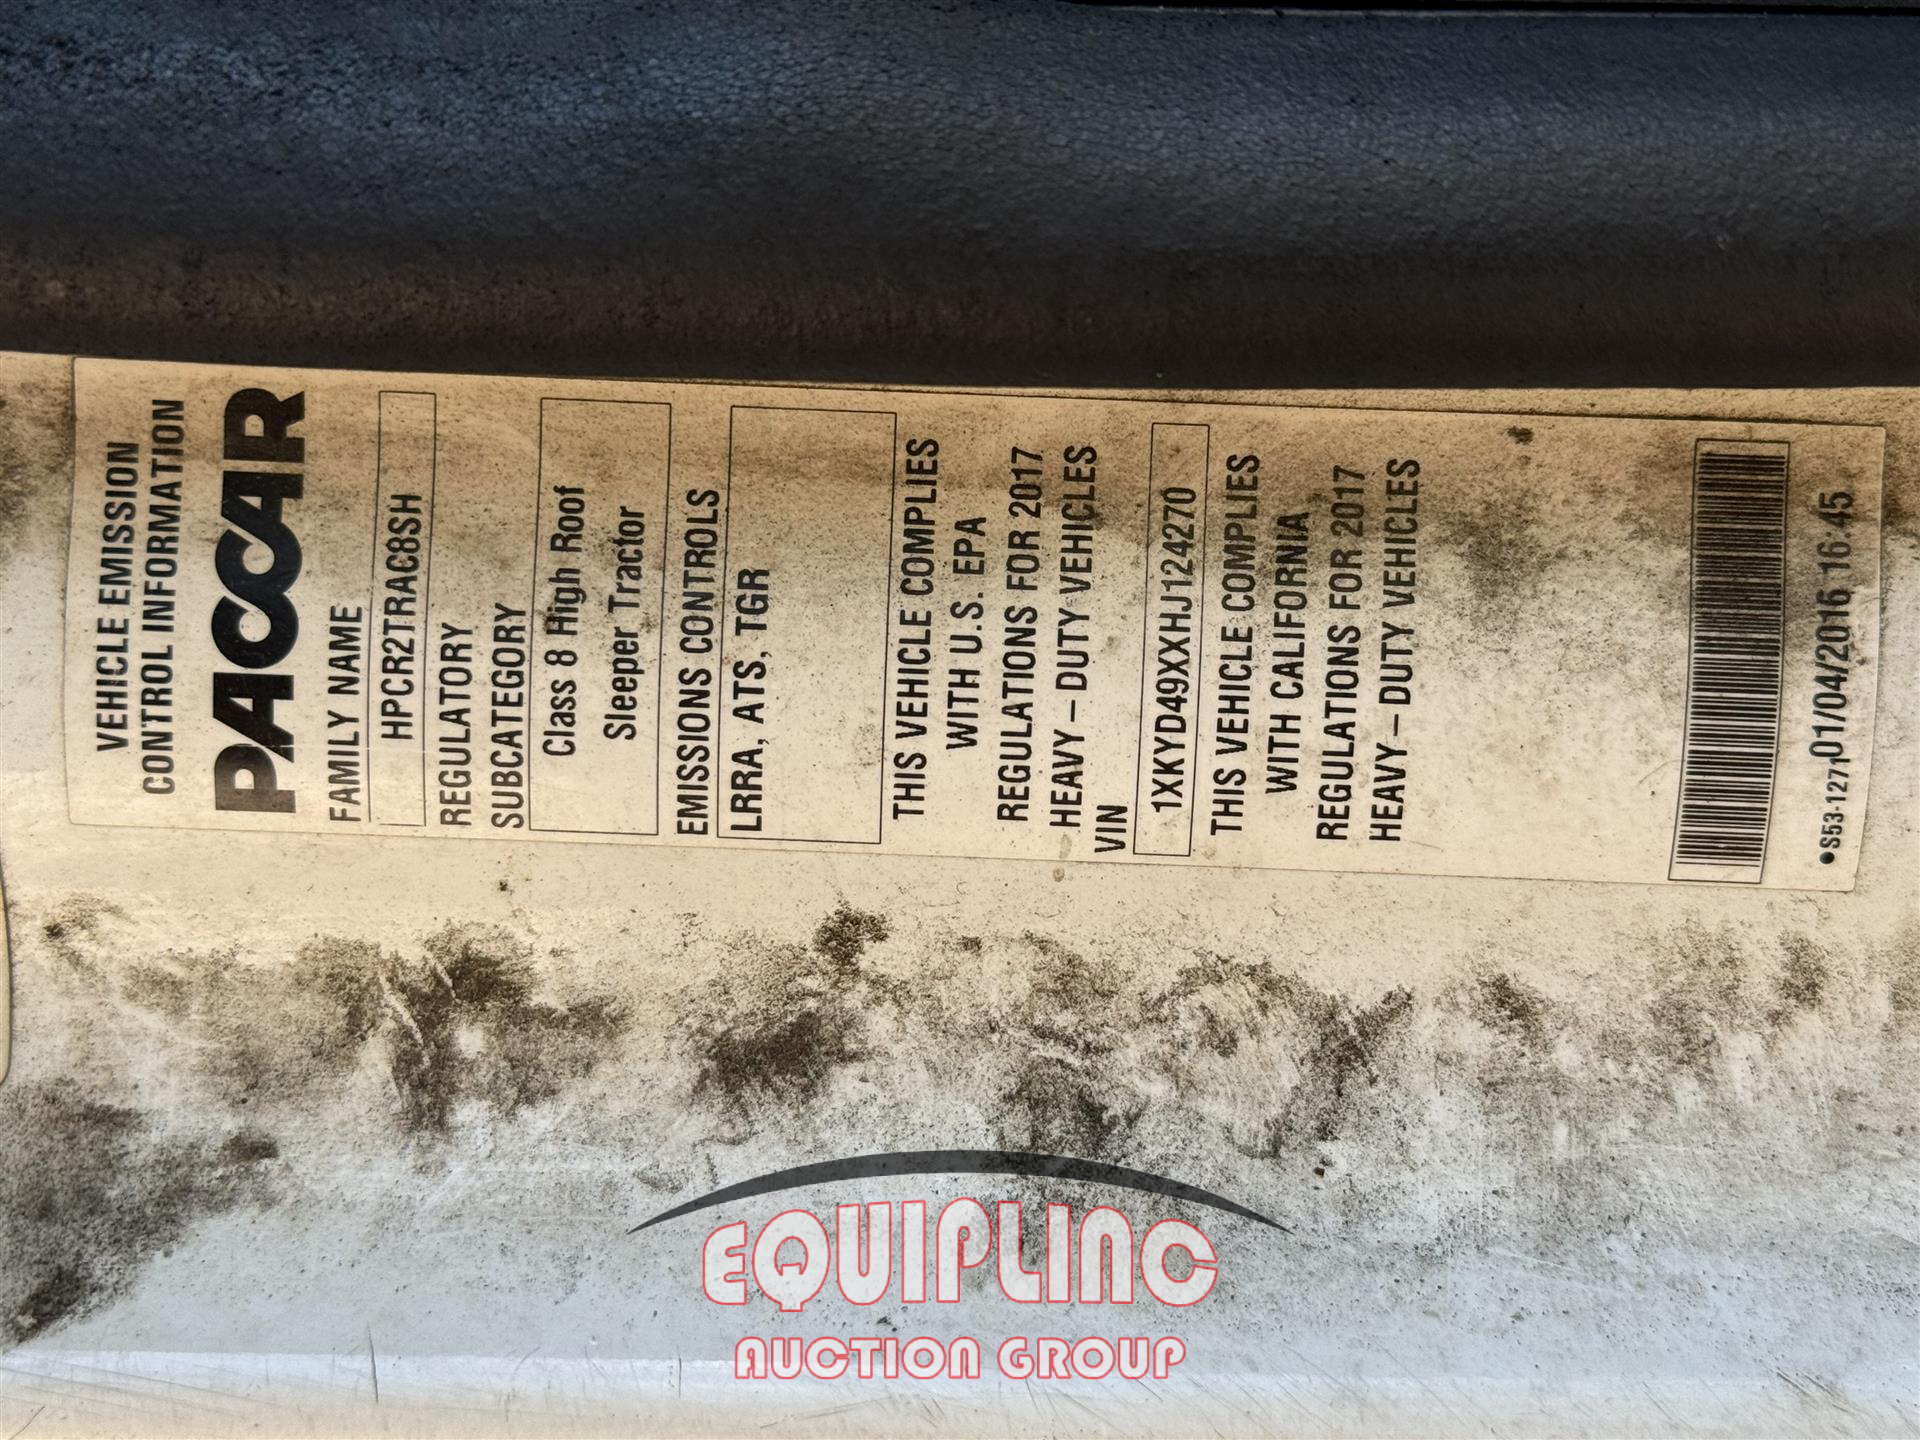 VEHICLE EMISSION
CONTROL INFORMATION
PACCAR
FAMILY NAME
HPCR2TRAC8SH
REGULATORY
SUBCATEGORY
Class 8 High Roof
Sleeper Tractor
EMISSIONS CONTROLS
LRRA, ATS, TGR
THIS VEHICLE COMPLIES
WITH U.S. EPA
REGULATIONS FOR 2017
HEAVY – DUTY VEHICLES
VIN
1XKYD49XXHJ124270
THIS VEHICLE COMPLIES
WITH CALIFORNIA
REGULATIONS FOR 2017
HEAVY – DUTY VEHICLES
•S53-1271 01/04/2016 16:45
EQUIPLINC
AUCTION GROUP